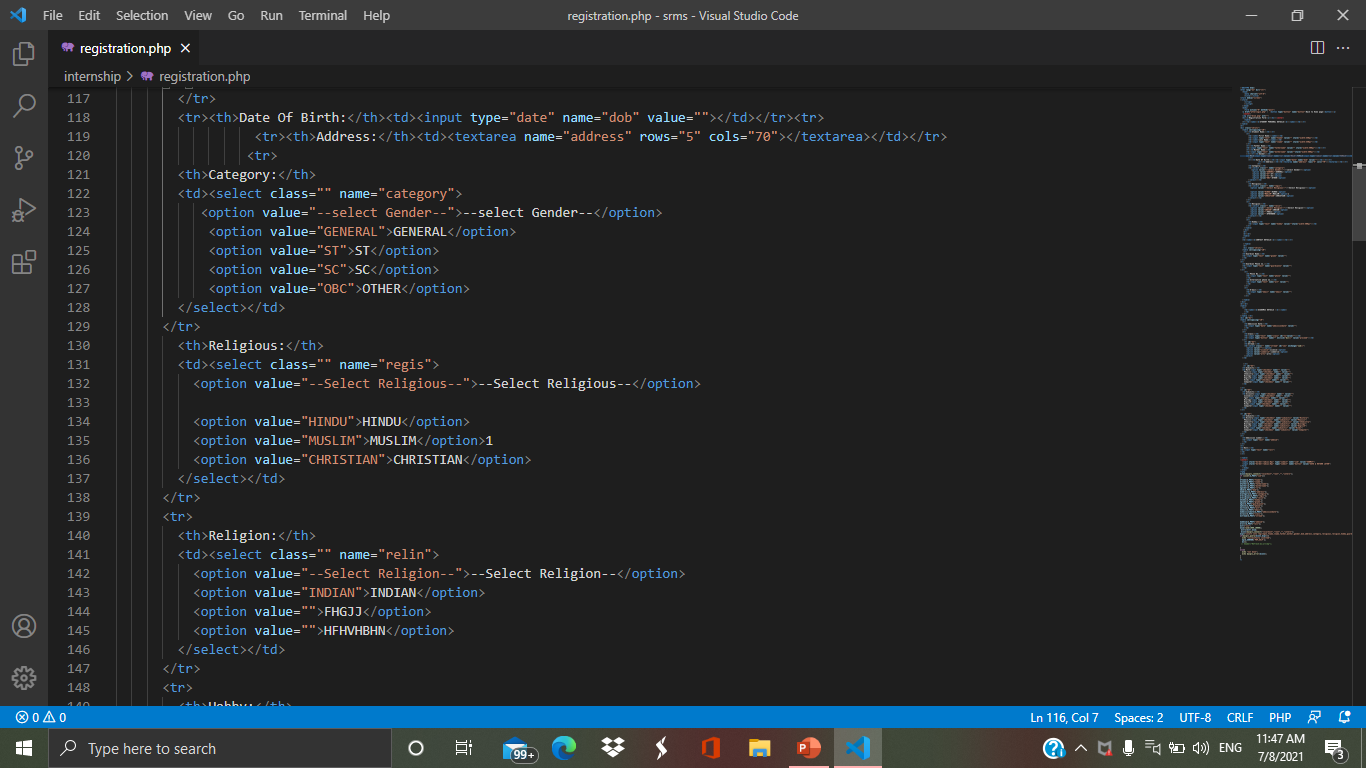 File Edit Selection View Go Run Terminal Help registration.php - srms - Visual Studio Code
registration.php
internship > registration.php
117 </tr>
118 <tr><th>Date Of Birth:</th><td><input type="date" name="dob" value=""></td></tr><tr>
119 <tr><th>Address:</th><td><textarea name="address" rows="5" cols="70"></textarea></td></tr>
120 <tr>
121 <th>Category:</th>
122 <td><select class="" name="category">
123 <option value="--select Gender--">--select Gender--</option>
124 <option value="GENERAL">GENERAL</option>
125 <option value="ST">ST</option>
126 <option value="SC">SC</option>
127 <option value="OBC">OTHER</option>
128 </select></td>
129 </tr>
130 <th>Religious:</th>
131 <td><select class="" name="regis">
132 <option value="--Select Religious--">--Select Religious--</option>
133
134 <option value="HINDU">HINDU</option>
135 <option value="MUSLIM">MUSLIM</option>1
136 <option value="CHRISTIAN">CHRISTIAN</option>
137 </select></td>
138 </tr>
139 <tr>
140 <th>Religion:</th>
141 <td><select class="" name="relin">
142 <option value="--Select Religion--">--Select Religion--</option>
143 <option value="INDIAN">INDIAN</option>
144 <option value="">FHGJJ</option>
145 <option value="">HFHVHBHN</option>
146 </select></td>
147 </tr>
148 <tr>
149 <th>Hobby:</th>
0 0 Ln 116, Col 7 Spaces: 2 UTF-8 CRLF PHP
Type here to search 99+ ENG 11:47 AM
7/8/2021 3